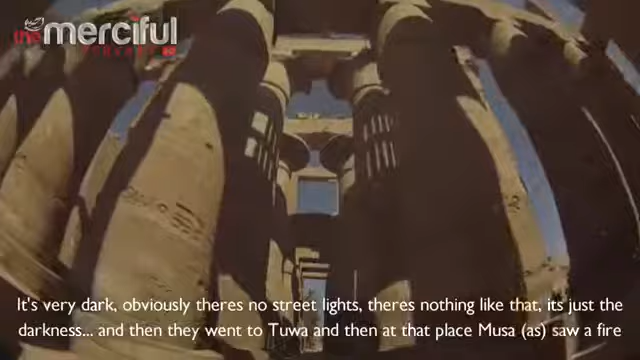 the merciful
SERVANT
It's very dark, obviously theres no street lights, theres nothing like that, its just the
darkness... and then they went to Tuwa and then at that place Musa (as) saw a fire